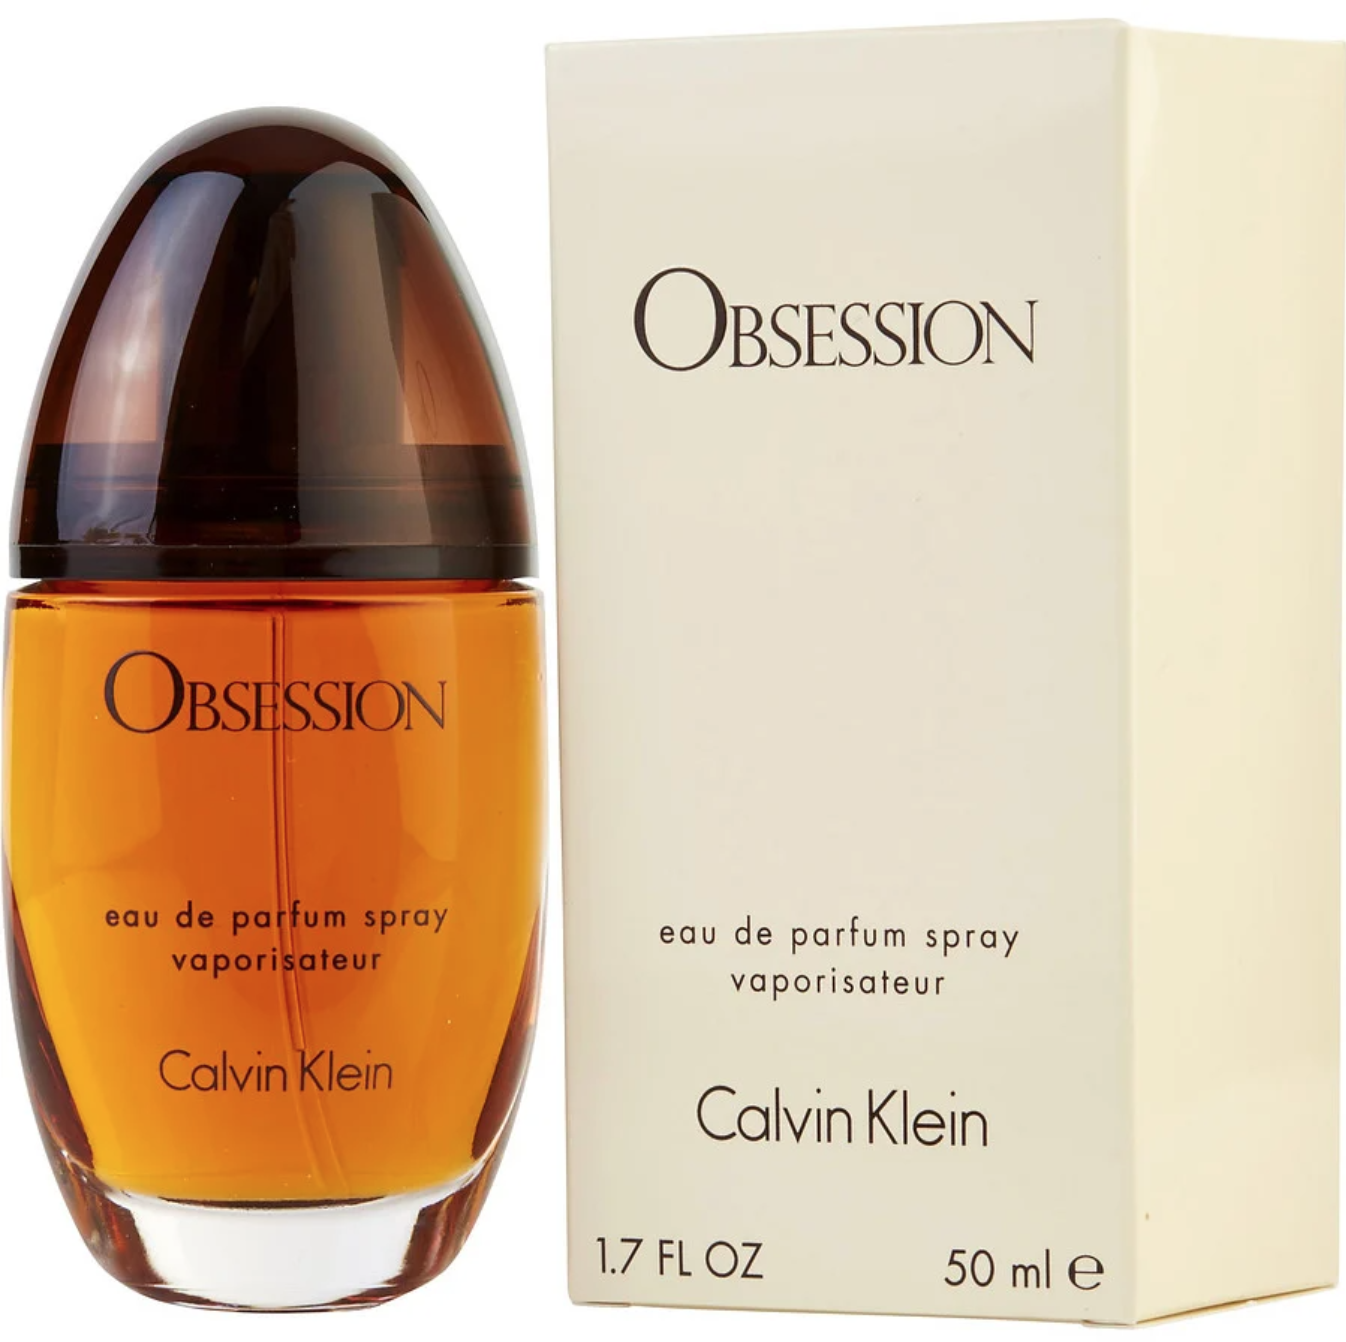 OBSESSION
eau de parfum spray
vaporisateur
Calvin Klein
OBSESSION
eau de parfum spray
vaporisateur
Calvin Klein
1.7 FL OZ 50 ml ℮